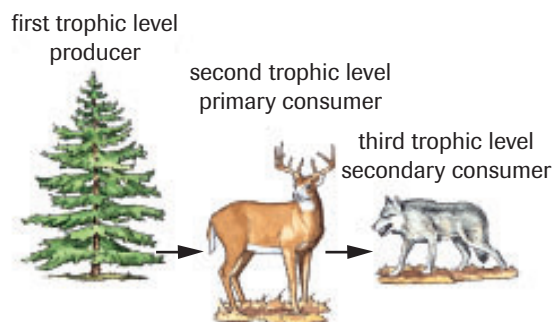 first trophic level
producer
second trophic level
primary consumer
third trophic level
secondary consumer